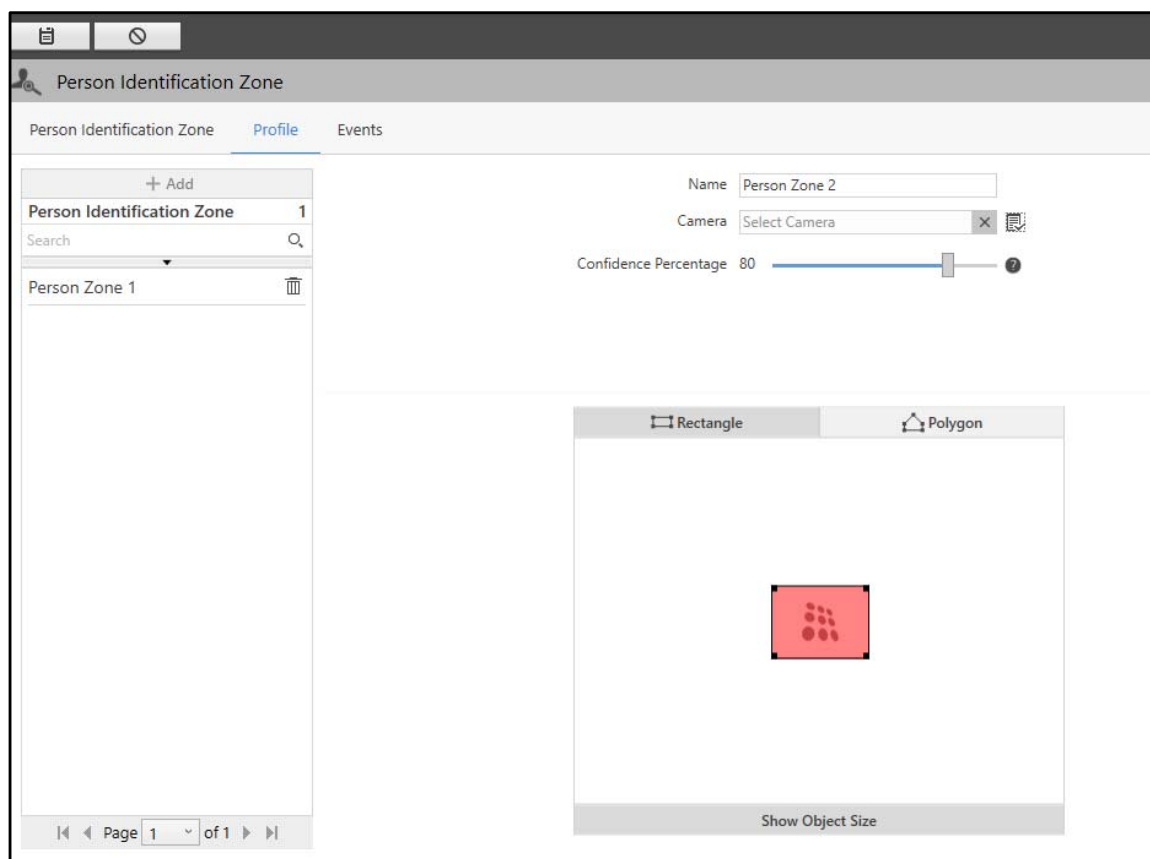 Person Identification Zone
Person Identification Zone Profile Events
+ Add
Person Identification Zone 1
Search
Person Zone 1
Page 1 of 1
Name Person Zone 2
Camera Select Camera
Confidence Percentage 80
Rectangle Polygon
Show Object Size